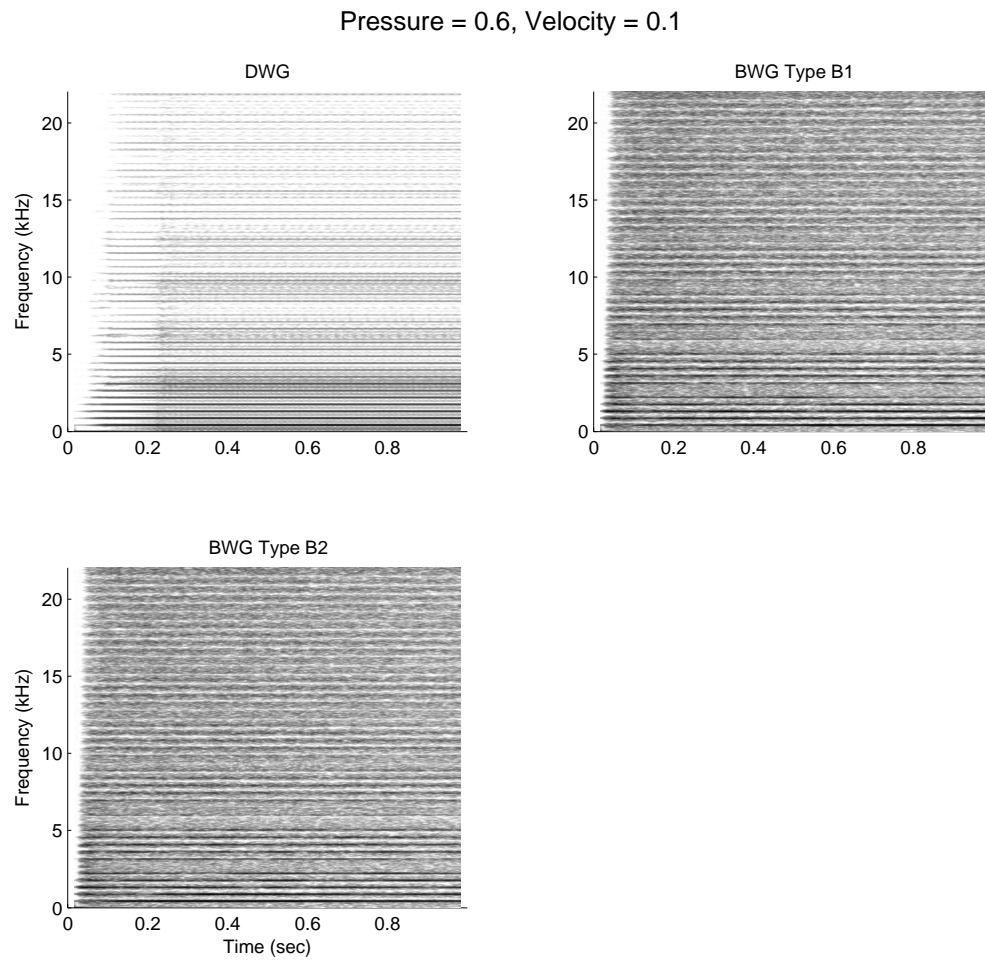 Pressure = 0.6, Velocity = 0.1
DWG
20
15
10
5
0
Frequency (kHz)
0 0.2 0.4 0.6 0.8
BWG Type B1
20
15
10
5
0
0 0.2 0.4 0.6 0.8
BWG Type B2
20
15
10
5
0
Frequency (kHz)
0 0.2 0.4 0.6 0.8
Time (sec)